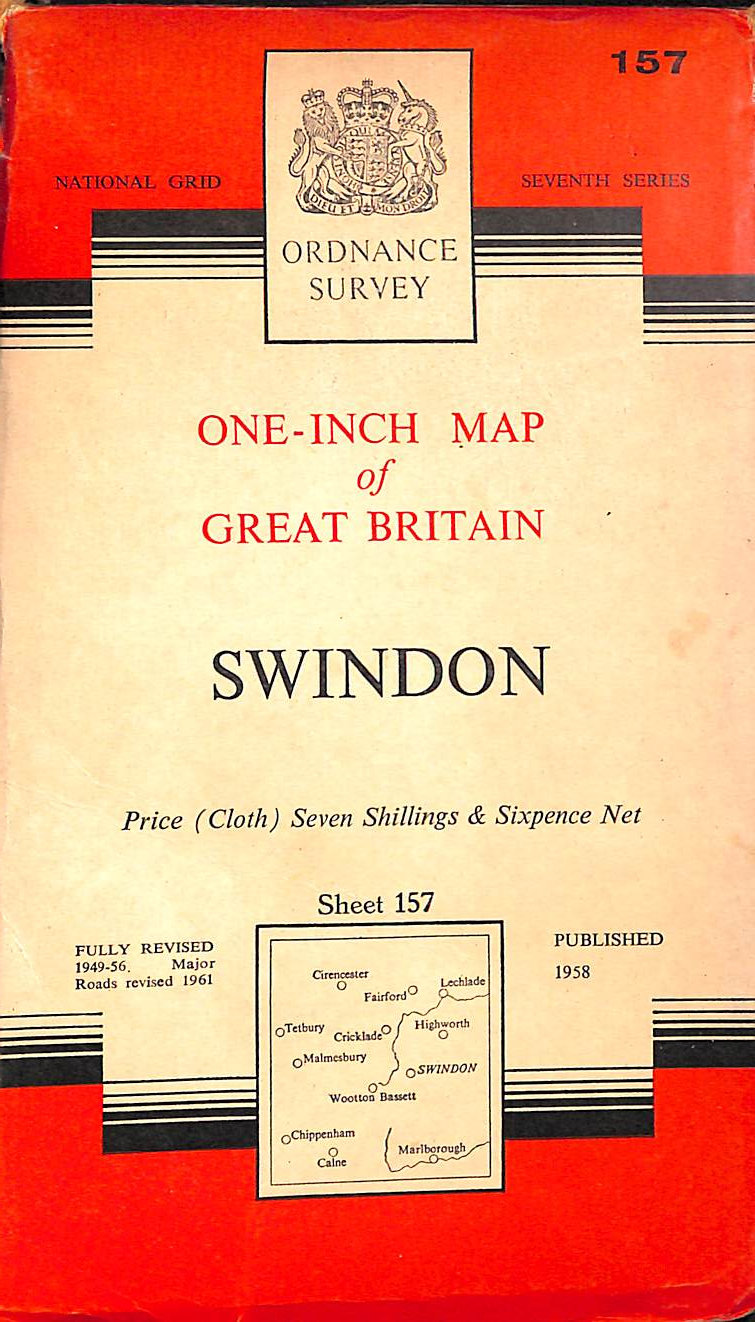 157
NATIONAL GRID
SEVENTH SERIES
DIEU ET MON DROIT
ORDNANCE
SURVEY
ONE-INCH MAP
of
GREAT BRITAIN
SWINDON
Price (Cloth) Seven Shillings & Sixpence Net
Sheet 157
FULLY REVISED
1949-56. Major
Roads revised 1961
PUBLISHED
1958
Cirencester
Fairford
Lechlade
Tetbury
Cricklade
Highworth
Malmesbury
SWINDON
Wootton Bassett
Chippenham
Calne
Marlborough